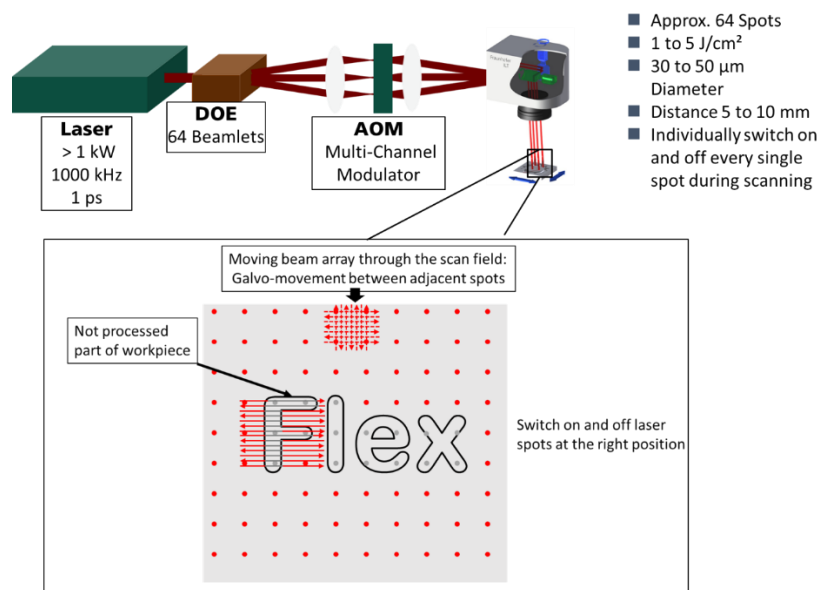 Laser
> 1 kW
1000 kHz
1 ps
DOE
64 Beamlets
AOM
Multi-Channel
Modulator
Approx. 64 Spots
1 to 5 J/cm²
30 to 50 µm
Diameter
Distance 5 to 10 mm
Individually switch on
and off every single
spot during scanning
Moving beam array through the scan field:
Galvo-movement between adjacent spots
Not processed
part of workpiece
Flex
Switch on and off laser
spots at the right position